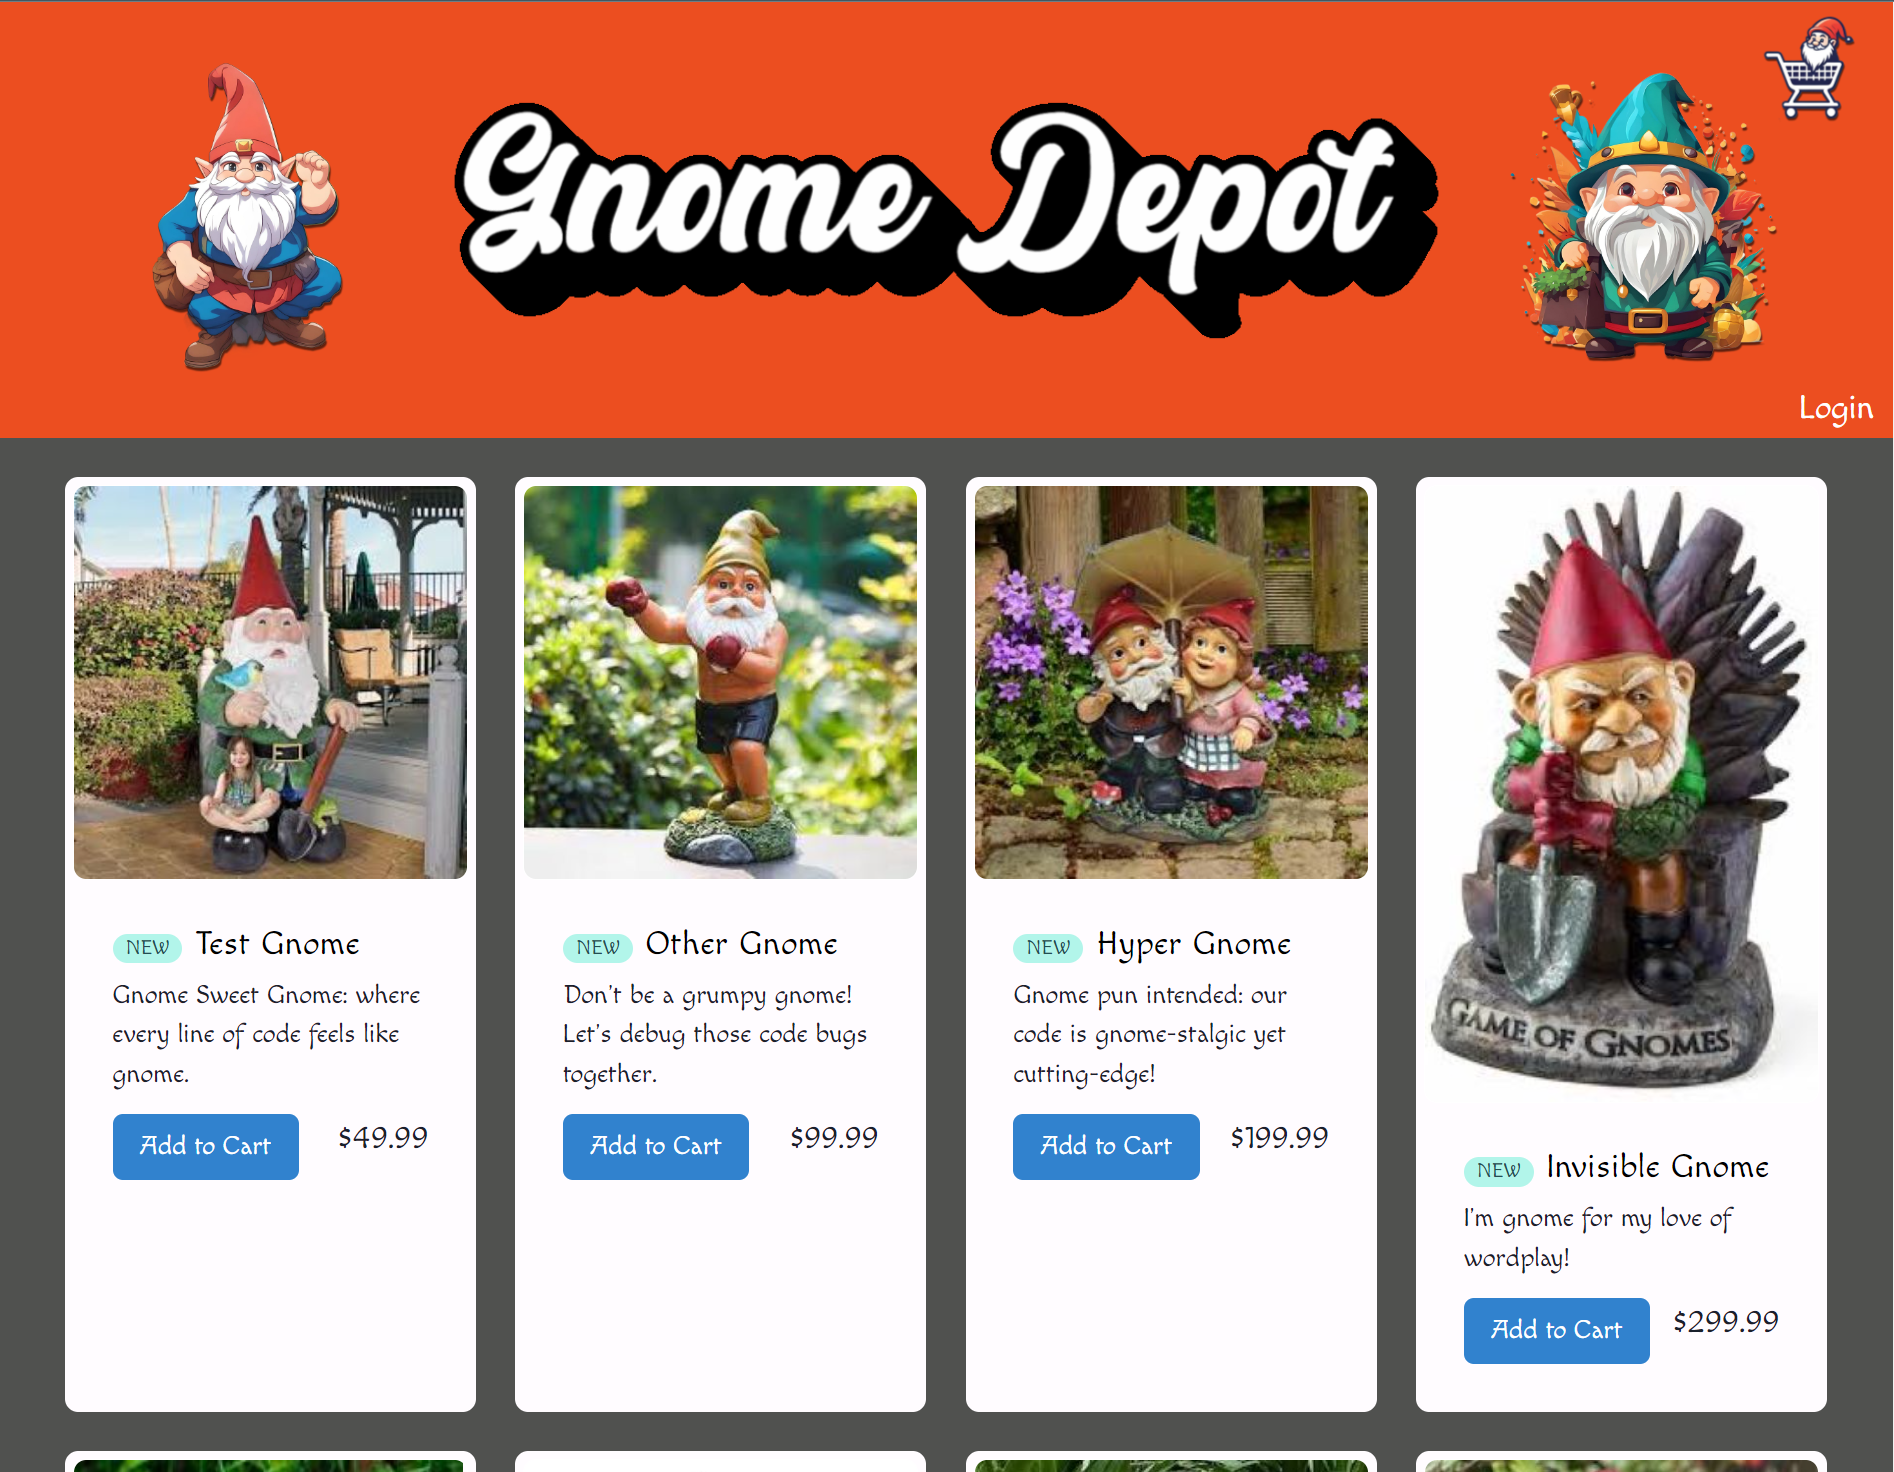 Gnome Depot
Login
NEW Test Gnome
Gnome Sweet Gnome: where
every line of code feels like
gnome.
Add to Cart $49.99
NEW Other Gnome
Don't be a grumpy gnome!
Let's debug those code bugs
together.
Add to Cart $99.99
NEW Hyper Gnome
Gnome pun intended: our
code is gnome-stalgic yet
cutting-edge!
Add to Cart $199.99
GAME OF GNOMES
NEW Invisible Gnome
I'm gnome for my love of
wordplay!
Add to Cart $299.99